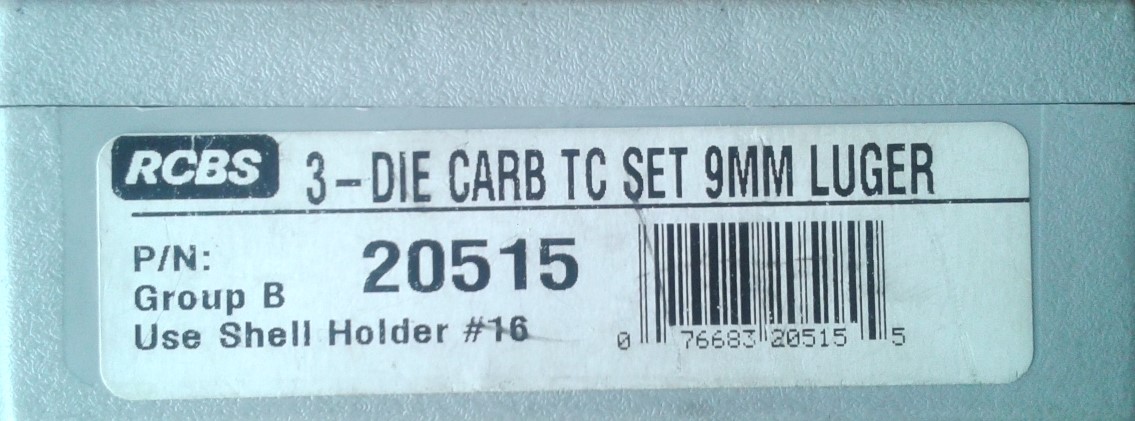 RCBS 3-DIE CARB TC SET 9MM LUGER
P/N: 20515
Group B
Use Shell Holder #16
0 76683 20515 5